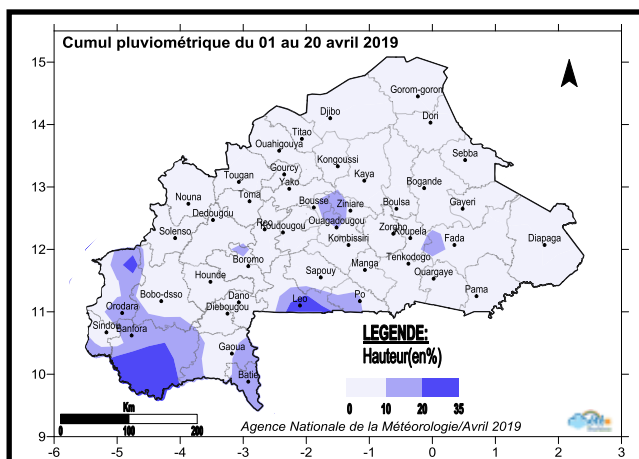 Cumul pluviométrique du 01 au 20 avril 2019
15
14
13
12
11
10
9
Gorom-gorom
Dori
Djibo
Titao
Ouahigouya
Kongoussi
Sebba
Gourcy
Tougan
Yako
Kaya
Bogande
Nouna
Toma
Bousse
Ziniare
Boulsa
Gayeri
Dedougou
Reo
Koudougou
Ouagadougou
Zorgho
Koupela
Solenso
Kombissiri
Fada
Diapaga
Boromo
Manga
Tenkodogo
Hounde
Sapouy
Ouargaye
Bobo-dsso
Dano
Leo
Po
Pama
Orodara
Diebougou
Sindou
Banfora
Gaoua
Batie
LEGENDE:
Hauteur(en%)
0 10 20 35
Km
0 100 200
Agence Nationale de la Météorologie/Avril 2019
-6 -5 -4 -3 -2 -1 0 1 2 3